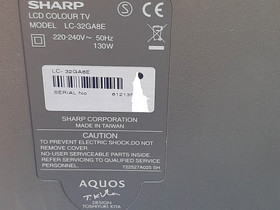 SHARP
LCD COLOUR TV
MODEL LC-32GA8E
220-240V~ 50Hz
130W
LC- 32GA8E
SERIAL No.
SHARP CORPORATION
MADE IN TAIWAN
CAUTION
TO PREVENT ELECTRIC SHOCK,DO NOT
REMOVE COVER.
NO USER-SERVICEABLE PARTS INSIDE.
REFER SERVICING TO QUALIFIED SERVICE
PERSONNEL.
AQUOS
DESIGN
TOSHIYUKI KITA